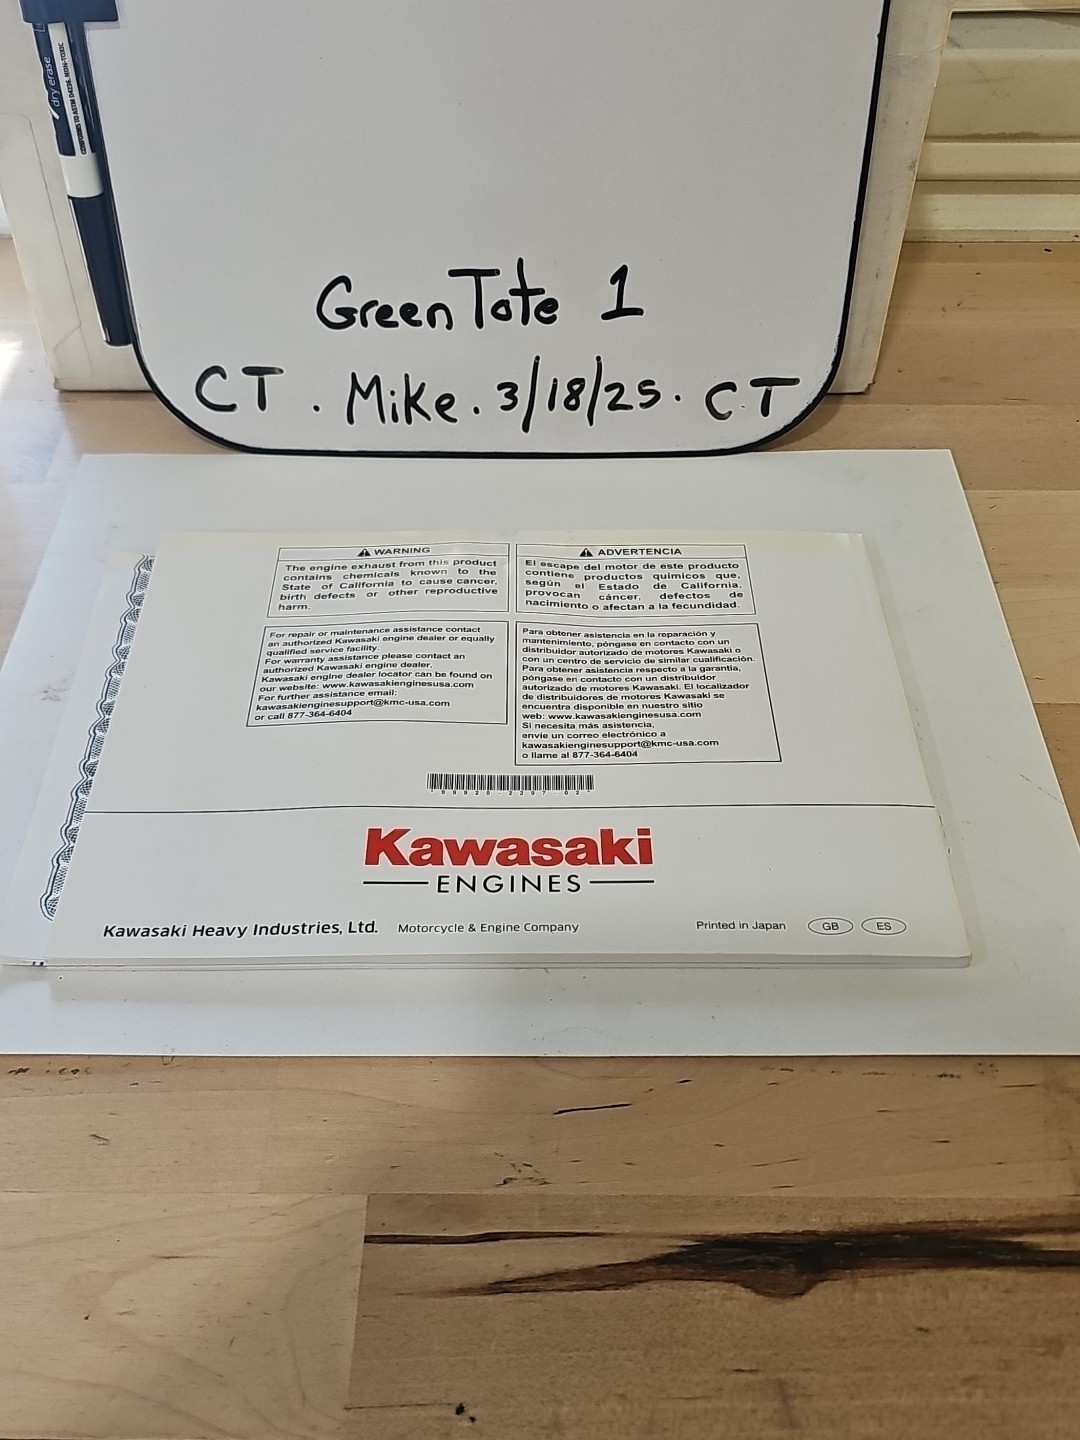 dry erase
CONFORMS TO ASTM D4236. NON-TOXIC
Green Tote 1
CT . Mike . 3/18/25 . CT
WARNING
The engine exhaust from this product
contains chemicals known to the
State of California to cause cancer,
birth defects or other reproductive
harm.
ADVERTENCIA
El escape del motor de este producto
contiene productos químicos que,
según el Estado de California,
provocan cáncer, defectos de
nacimiento o afectan a la fecundidad.
For repair or maintenance assistance contact
an authorized Kawasaki engine dealer or equally
qualified service facility.
For warranty assistance please contact an
authorized Kawasaki engine dealer.
Kawasaki engine dealer locator can be found on
our website: www.kawasakienginesusa.com
For further assistance email:
kawasakienginesupport@kmc-usa.com
or call 877-364-6404
Para obtener asistencia en la reparación y
mantenimiento, póngase en contacto con un
distribuidor autorizado de motores Kawasaki o
con un centro de servicio de similar cualificación.
Para obtener asistencia respecto a la garantía,
póngase en contacto con un distribuidor
autorizado de motores Kawasaki. El localizador
de distribuidores de motores Kawasaki se
encuentra disponible en nuestro sitio
web: www.kawasakienginesusa.com
Si necesita más asistencia,
envíe un correo electrónico a
kawasakienginesupport@kmc-usa.com
o llame al 877-364-6404
*99920-2297-02*
Kawasaki
ENGINES
Kawasaki Heavy Industries, Ltd. Motorcycle & Engine Company
Printed in Japan GB ES